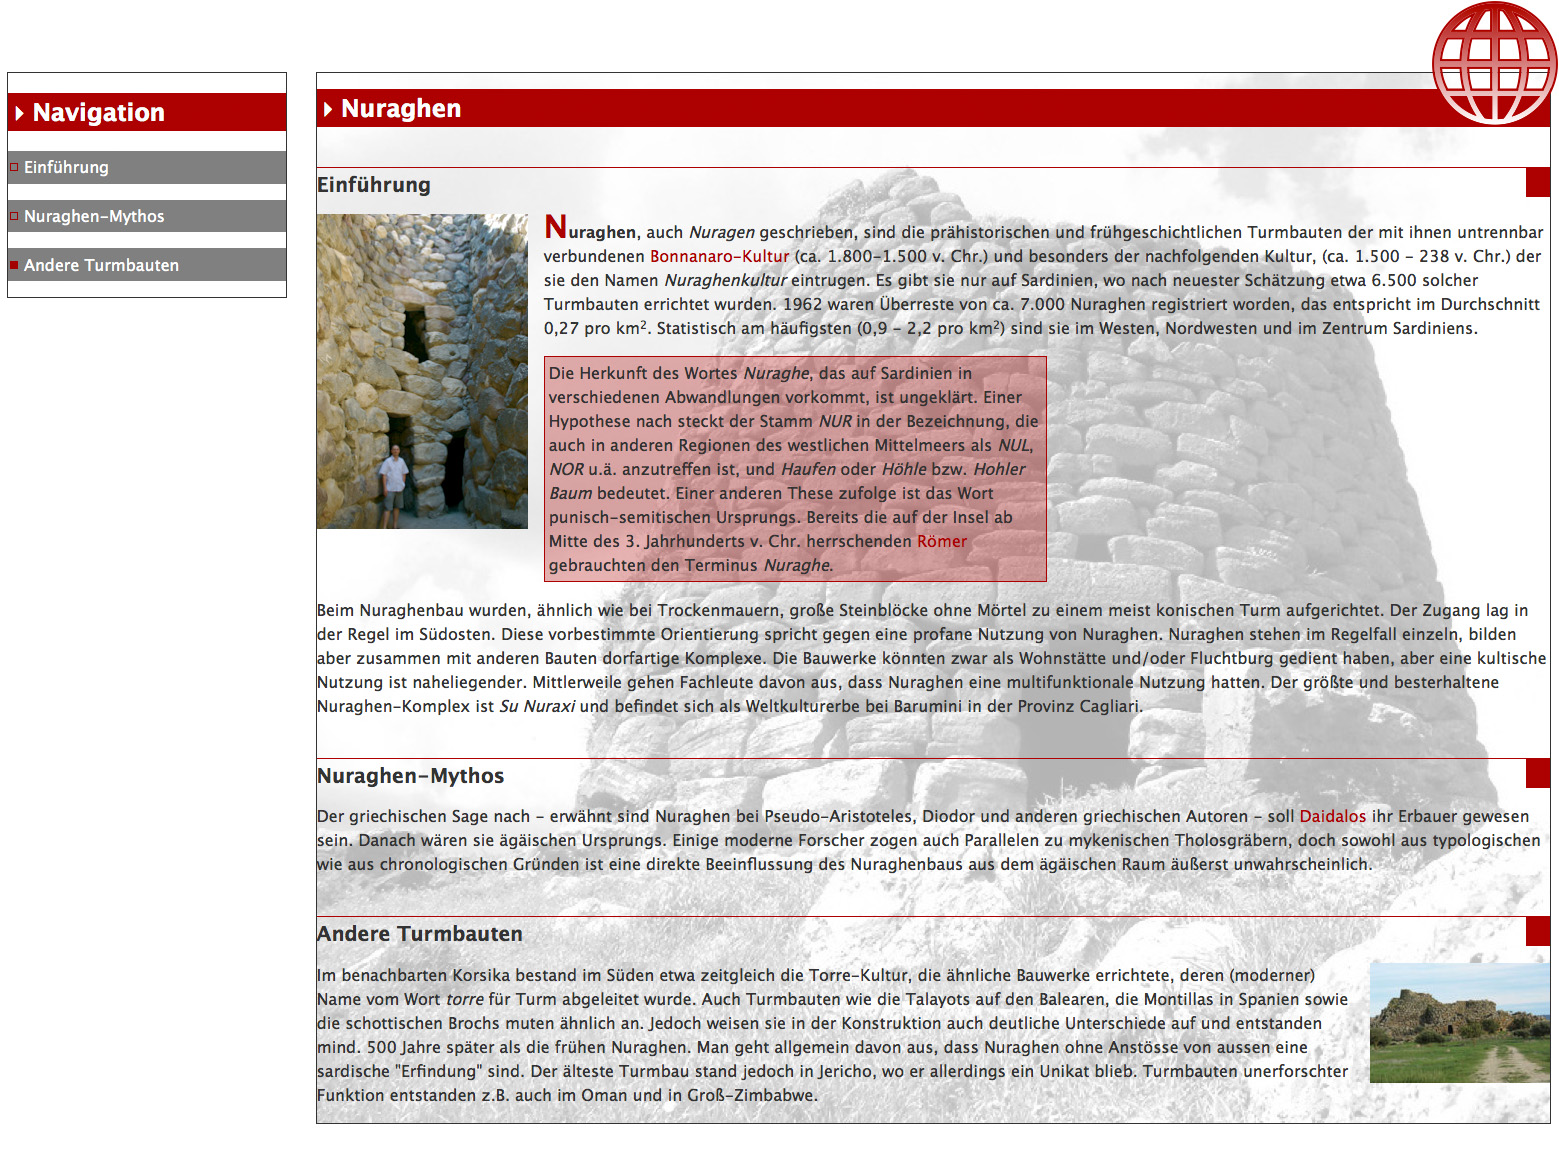 Navigation
Einführung
Nuraghen-Mythos
Andere Turmbauten
Nuraghen
Einführung
Nuraghen, auch Nuragen geschrieben, sind die prähistorischen und frühgeschichtlichen Turmbauten der mit ihnen untrennbar
verbundenen Bonnanaro-Kultur (ca. 1.800-1.500 v. Chr.) und besonders der nachfolgenden Kultur, (ca. 1.500 - 238 v. Chr.) der
sie den Namen Nuraghenkultur eintrugen. Es gibt sie nur auf Sardinien, wo nach neuester Schätzung etwa 6.500 solcher
Turmbauten errichtet wurden. 1962 waren Überreste von ca. 7.000 Nuraghen registriert worden, das entspricht im Durchschnitt
0,27 pro km². Statistisch am häufigsten (0,9 - 2,2 pro km²) sind sie im Westen, Nordwesten und im Zentrum Sardiniens.
Die Herkunft des Wortes Nuraghe, das auf Sardinien in
verschiedenen Abwandlungen vorkommt, ist ungeklärt. Einer
Hypothese nach steckt der Stamm NUR in der Bezeichnung, die
auch in anderen Regionen des westlichen Mittelmeers als NUL,
NOR u.ä. anzutreffen ist, und Haufen oder Höhle bzw. Hohler
Baum bedeutet. Einer anderen These zufolge ist das Wort
punisch-semitischen Ursprungs. Bereits die auf der Insel ab
Mitte des 3. Jahrhunderts v. Chr. herrschenden Römer
gebrauchten den Terminus Nuraghe.
Beim Nuraghenbau wurden, ähnlich wie bei Trockenmauern, große Steinblöcke ohne Mörtel zu einem meist konischen Turm aufgerichtet. Der Zugang lag in
der Regel im Südosten. Diese vorbestimmte Orientierung spricht gegen eine profane Nutzung von Nuraghen. Nuraghen stehen im Regelfall einzeln, bilden
aber zusammen mit anderen Bauten dorfartige Komplexe. Die Bauwerke könnten zwar als Wohnstätte und/oder Fluchtburg gedient haben, aber eine kultische
Nutzung ist naheliegender. Mittlerweile gehen Fachleute davon aus, dass Nuraghen eine multifunktionale Nutzung hatten. Der größte und besterhaltene
Nuraghen-Komplex ist Su Nuraxi und befindet sich als Weltkulturerbe bei Barumini in der Provinz Cagliari.
Nuraghen-Mythos
Der griechischen Sage nach - erwähnt sind Nuraghen bei Pseudo-Aristoteles, Diodor und anderen griechischen Autoren - soll Daidalos ihr Erbauer gewesen
sein. Danach wären sie ägäischen Ursprungs. Einige moderne Forscher zogen auch Parallelen zu mykenischen Tholosgräbern, doch sowohl aus typologischen
wie aus chronologischen Gründen ist eine direkte Beeinflussung des Nuraghenbaus aus dem ägäischen Raum äußerst unwahrscheinlich.
Andere Turmbauten
Im benachbarten Korsika bestand im Süden etwa zeitgleich die Torre-Kultur, die ähnliche Bauwerke errichtete, deren (moderner)
Name vom Wort torre für Turm abgeleitet wurde. Auch Turmbauten wie die Talayots auf den Balearen, die Montillas in Spanien sowie
die schottischen Brochs muten ähnlich an. Jedoch weisen sie in der Konstruktion auch deutliche Unterschiede auf und entstanden
mind. 500 Jahre später als die frühen Nuraghen. Man geht allgemein davon aus, dass Nuraghen ohne Anstösse von aussen eine
sardische "Erfindung" sind. Der älteste Turmbau stand jedoch in Jericho, wo er allerdings ein Unikat blieb. Turmbauten unerforschter
Funktion entstanden z.B. auch im Oman und in Groß-Zimbabwe.